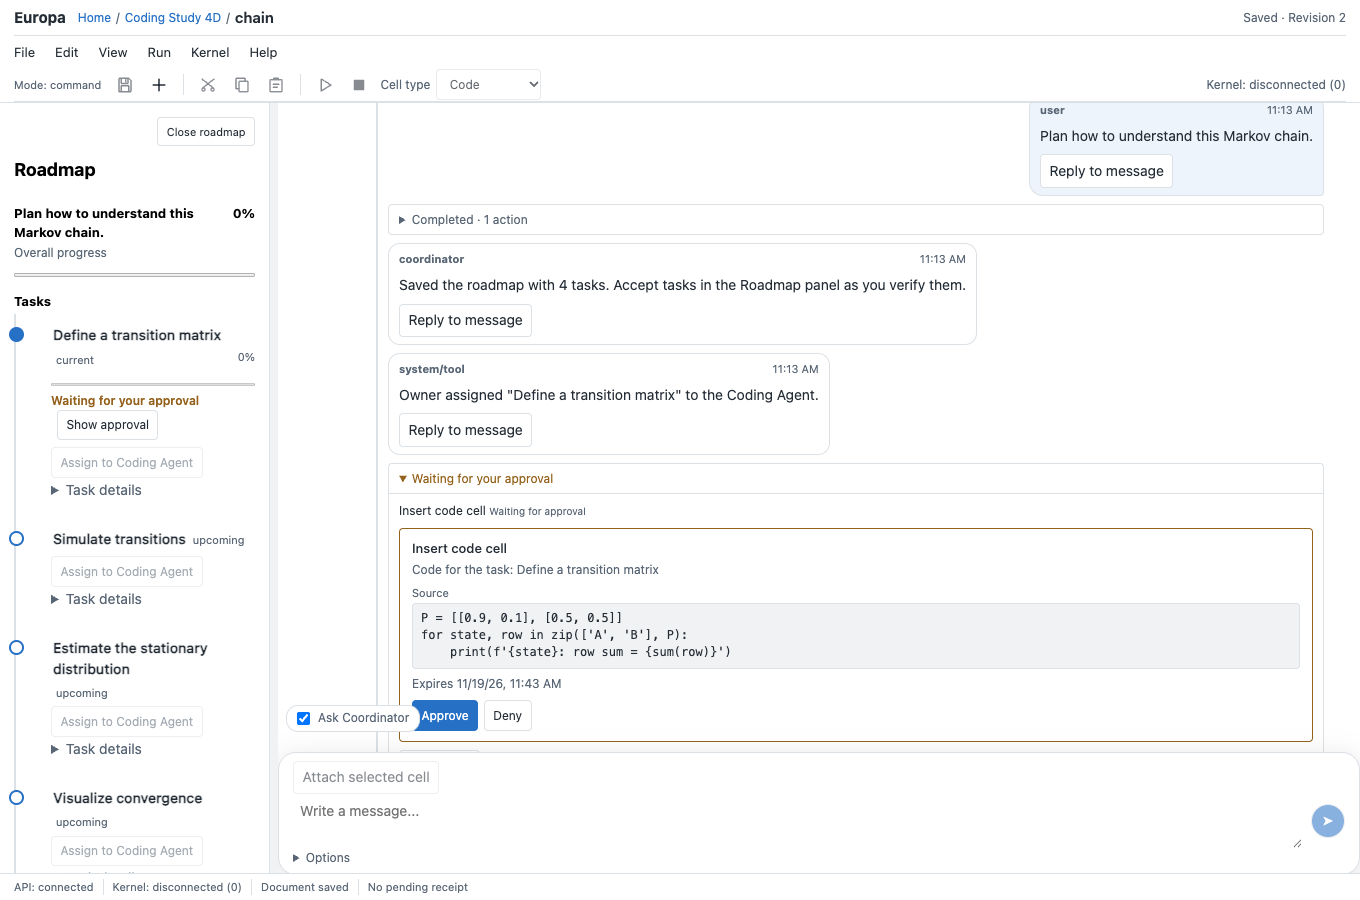 Europa Home / Coding Study 4D / chain Saved · Revision 2
File Edit View Run Kernel Help
Mode: command Cell type Code Kernel: disconnected (0)
Close roadmap
Roadmap
Plan how to understand this 0%
Markov chain.
Overall progress
Tasks
Define a transition matrix
current 0%
Waiting for your approval
Show approval
Assign to Coding Agent
Task details
Simulate transitions upcoming
Assign to Coding Agent
Task details
Estimate the stationary
distribution
upcoming
Assign to Coding Agent
Task details
Visualize convergence
upcoming
Assign to Coding Agent
user 11:13 AM
Plan how to understand this Markov chain.
Reply to message
Completed · 1 action
coordinator 11:13 AM
Saved the roadmap with 4 tasks. Accept tasks in the Roadmap panel as you verify them.
Reply to message
system/tool 11:13 AM
Owner assigned "Define a transition matrix" to the Coding Agent.
Reply to message
Waiting for your approval
Insert code cell Waiting for approval
Insert code cell
Code for the task: Define a transition matrix
Source
P = [[0.9, 0.1], [0.5, 0.5]]
for state, row in zip(['A', 'B'], P):
    print(f'{state}: row sum = {sum(row)}')
Expires 11/19/26, 11:43 AM
Ask Coordinator Approve Deny
Attach selected cell
Write a message...
Options
API: connected Kernel: disconnected (0) Document saved No pending receipt